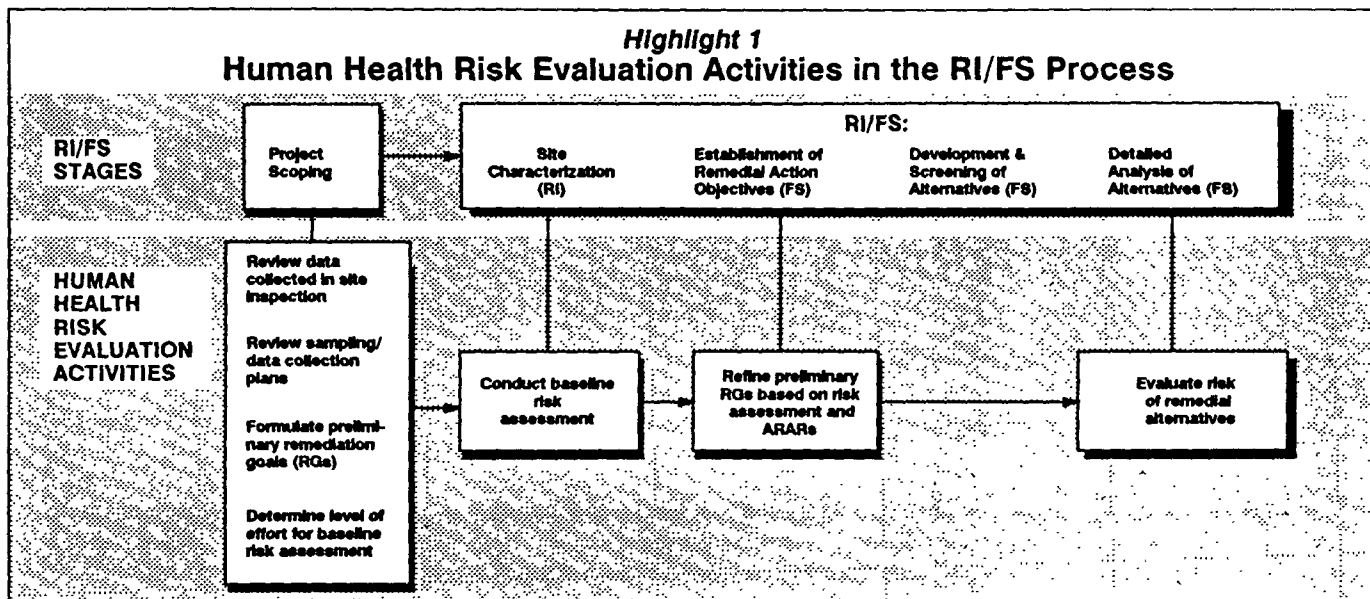 Highlight 1
Human Health Risk Evaluation Activities in the RI/FS Process
RI/FS
STAGES
Project
Scoping
RI/FS:
Site
Characterization
(RI)
Establishment of
Remedial Action
Objectives (FS)
Development &
Screening of
Alternatives (FS)
Detailed
Analysis of
Alternatives (FS)
HUMAN
HEALTH
RISK
EVALUATION
ACTIVITIES
Review data
collected in site
inspection
Review sampling/
data collection
plans
Formulate prelimi-
nary remediation
goals (RGs)
Determine level of
effort for baseline
risk assessment
Conduct baseline
risk
assessment
Refine preliminary
RGs based on risk
assessment and
ARARs
Evaluate risk
of remedial
alternatives